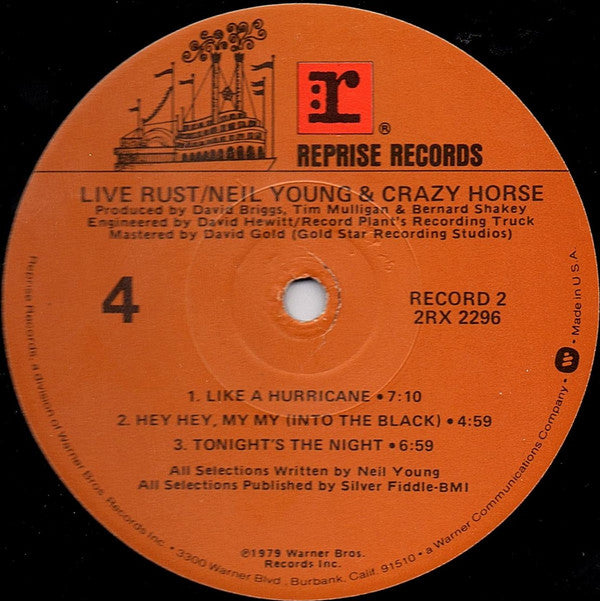 r
®
REPRISE RECORDS
LIVE RUST/NEIL YOUNG & CRAZY HORSE
Produced by David Briggs, Tim Mulligan & Bernard Shakey
Engineered by David Hewitt/Record Plant's Recording Truck
Mastered by David Gold (Gold Star Recording Studios)
4
RECORD 2
2RX 2296
1. LIKE A HURRICANE • 7:10
2. HEY HEY, MY MY (INTO THE BLACK) • 4:59
3. TONIGHT'S THE NIGHT • 6:59
All Selections Written by Neil Young
All Selections Published by Silver Fiddle-BMI
℗1979 Warner Bros.
Records Inc.
Reprise Records, a division of Warner Bros. Records Inc. • 3300 Warner Blvd., Burbank, Calif. 91510 • a Warner Communications Company • W • Made in U.S.A.